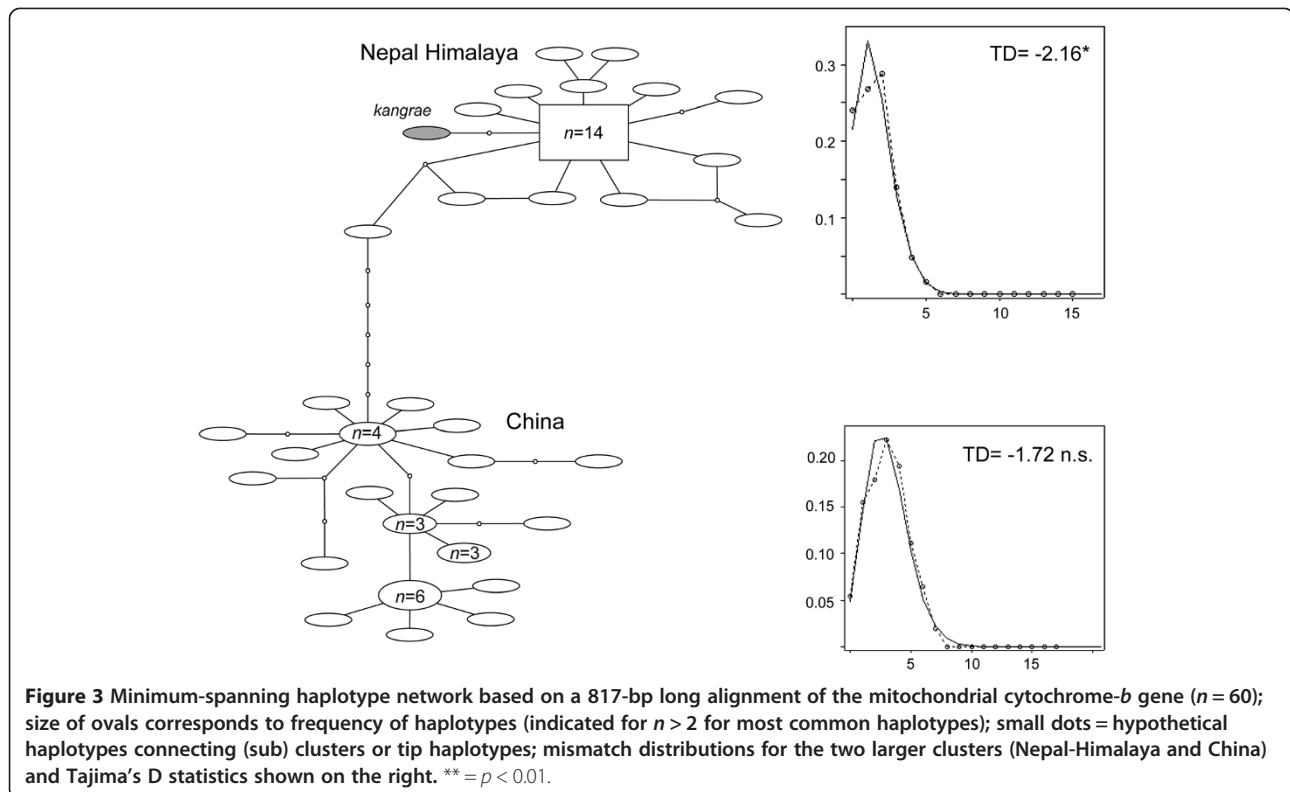 Nepal Himalaya
kangrae
n=14
TD= -2.16*
0.3
0.2
0.1
5 10 15
China
n=4
n=3
n=3
n=6
TD= -1.72 n.s.
0.20
0.15
0.10
0.05
5 10 15
Figure 3 Minimum-spanning haplotype network based on a 817-bp long alignment of the mitochondrial cytochrome-b gene (n = 60);
size of ovals corresponds to frequency of haplotypes (indicated for n > 2 for most common haplotypes); small dots = hypothetical
haplotypes connecting (sub) clusters or tip haplotypes; mismatch distributions for the two larger clusters (Nepal-Himalaya and China)
and Tajima's D statistics shown on the right. ** = p < 0.01.